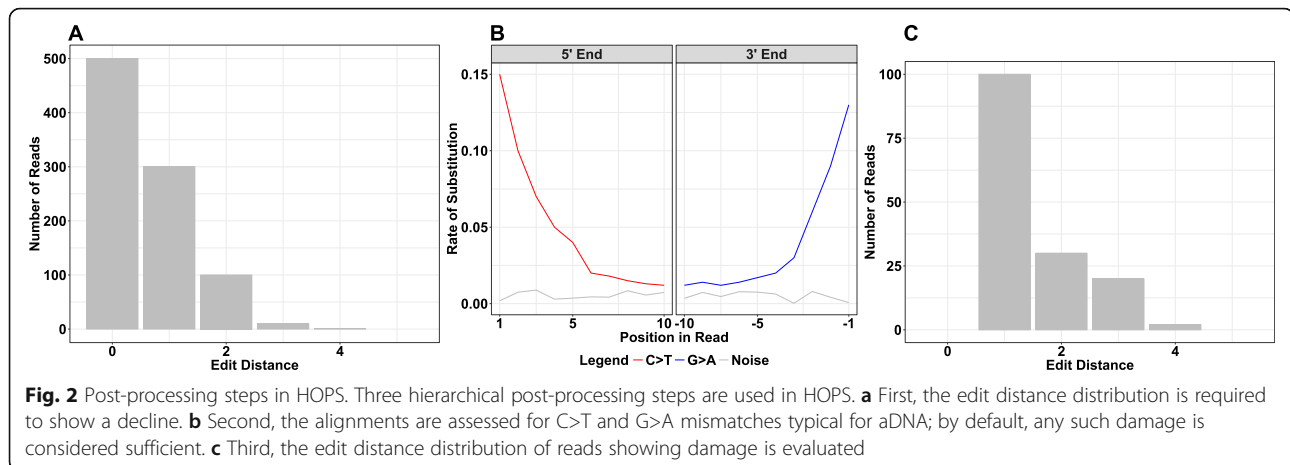 A
Number of Reads
500
400
300
200
100
0
0 2 4
Edit Distance
B
5' End 3' End
Rate of Substitution
0.15
0.10
0.05
0.00
1 5 10 -10 -5 -1
Position in Read
Legend C>T G>A Noise
C
Number of Reads
100
75
50
25
0
0 2 4
Edit Distance
Fig. 2 Post-processing steps in HOPS. Three hierarchical post-processing steps are used in HOPS. a First, the edit distance distribution is required
to show a decline. b Second, the alignments are assessed for C>T and G>A mismatches typical for aDNA; by default, any such damage is
considered sufficient. c Third, the edit distance distribution of reads showing damage is evaluated